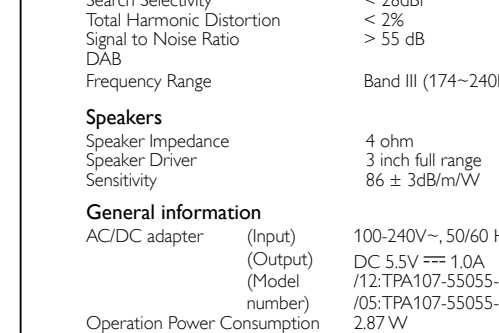 Search Selectivity < 28dBf
Total Harmonic Distortion < 2%
Signal to Noise Ratio > 55 dB
DAB
Frequency Range Band III (174~240
Speakers
Speaker Impedance 4 ohm
Speaker Driver 3 inch full range
Sensitivity 86 ± 3dB/m/W
General information
AC/DC adapter (Input) 100-240V~, 50/60 H
(Output) DC 5.5V ⎓ 1.0A
(Model /12:TPA107-55055-
number) /05:TPA107-55055-
Operation Power Consumption 2.87 W